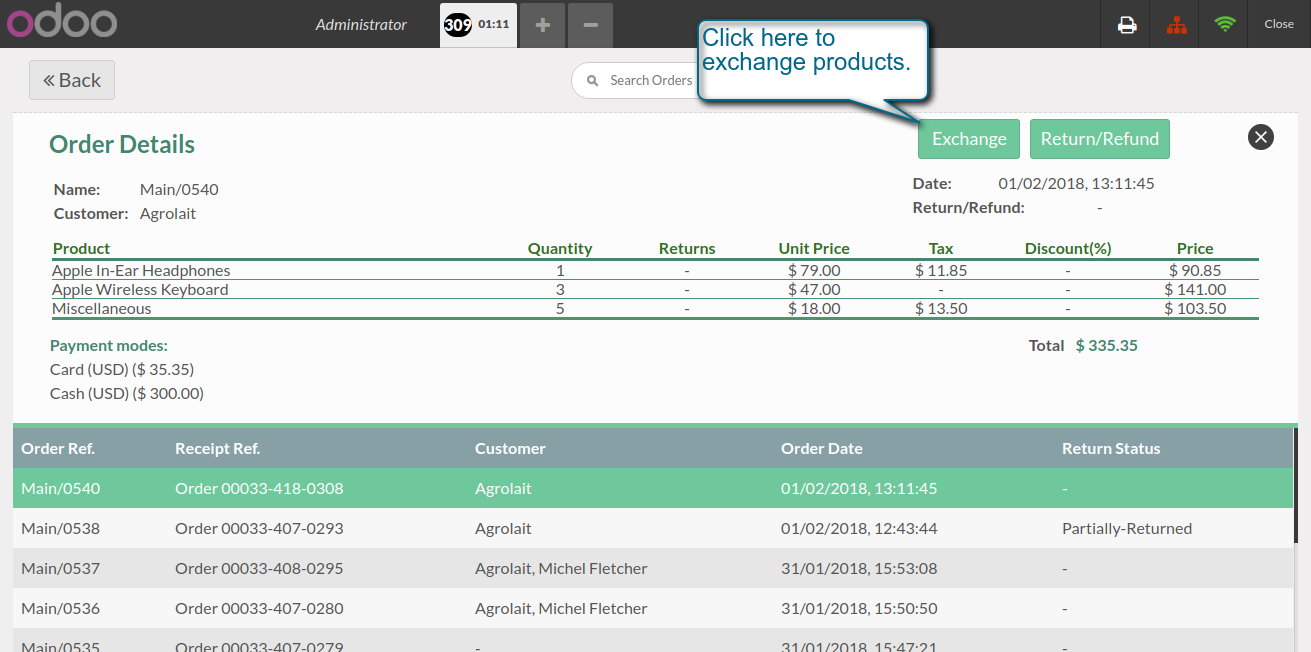 odoo
Administrator
309 01:11
+
−
Close
Click here to
exchange products.
« Back
Search Orders
Order Details
Exchange
Return/Refund
Name: Main/0540
Date: 01/02/2018, 13:11:45
Customer: Agrolait
Return/Refund: -
Product Quantity Returns Unit Price Tax Discount(%) Price
Apple In-Ear Headphones 1 - $ 79.00 $ 11.85 - $ 90.85
Apple Wireless Keyboard 3 - $ 47.00 - - $ 141.00
Miscellaneous 5 - $ 18.00 $ 13.50 - $ 103.50
Payment modes:
Total $ 335.35
Card (USD) ($ 35.35)
Cash (USD) ($ 300.00)
Order Ref. Receipt Ref. Customer Order Date Return Status
Main/0540 Order 00033-418-0308 Agrolait 01/02/2018, 13:11:45 -
Main/0538 Order 00033-407-0293 Agrolait 01/02/2018, 12:43:44 Partially-Returned
Main/0537 Order 00033-408-0295 Agrolait, Michel Fletcher 31/01/2018, 15:53:08 -
Main/0536 Order 00033-407-0280 Agrolait, Michel Fletcher 31/01/2018, 15:50:50 -
Main/0535 Order 00033-407-0279 - 31/01/2018, 15:47:21 -